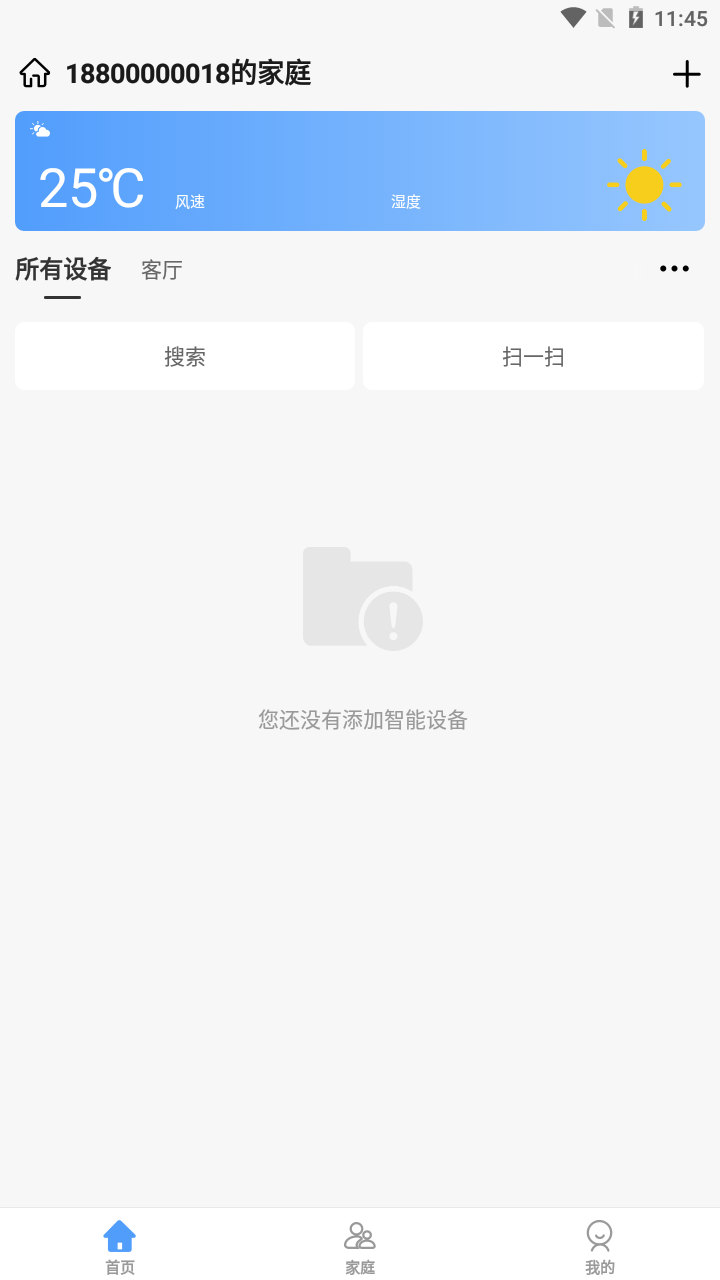 11:45
18800000018的家庭
25℃ 风速 湿度
所有设备 客厅
搜索 扫一扫
您还没有添加智能设备
首页 家庭 我的